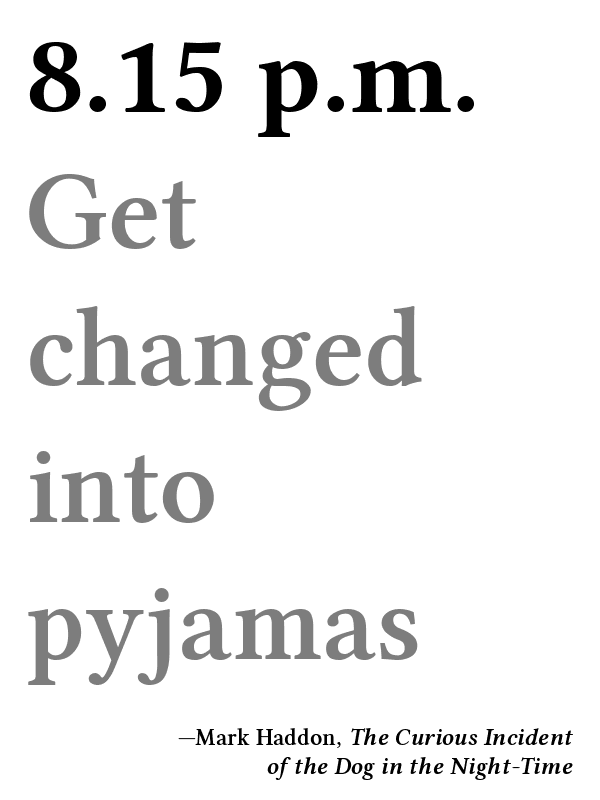 8.15 p.m.
Get
changed
into
pyjamas
—Mark Haddon, The Curious Incident
of the Dog in the Night-Time